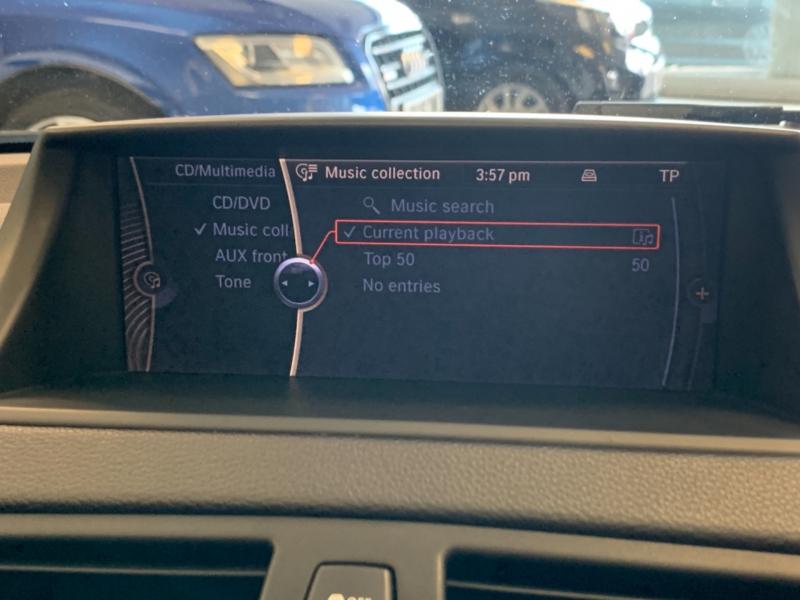 CD/Multimedia
Music collection
3:57 pm
TP
CD/DVD
Music coll
AUX front
Tone
Music search
Current playback
Top 50
50
No entries